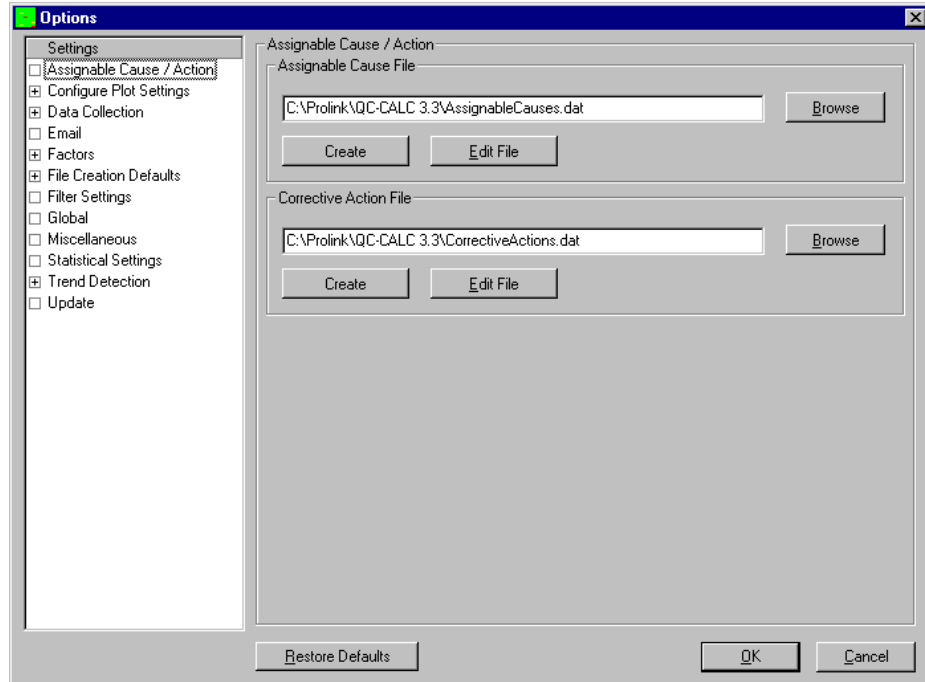 Options
Settings
Assignable Cause / Action
Configure Plot Settings
Data Collection
Email
Factors
File Creation Defaults
Filter Settings
Global
Miscellaneous
Statistical Settings
Trend Detection
Update
Assignable Cause / Action
Assignable Cause File
C:\Prolink\QC-CALC 3.3\AssignableCauses.dat
Browse
Create
Edit File
Corrective Action File
C:\Prolink\QC-CALC 3.3\CorrectiveActions.dat
Browse
Create
Edit File
Restore Defaults
OK
Cancel